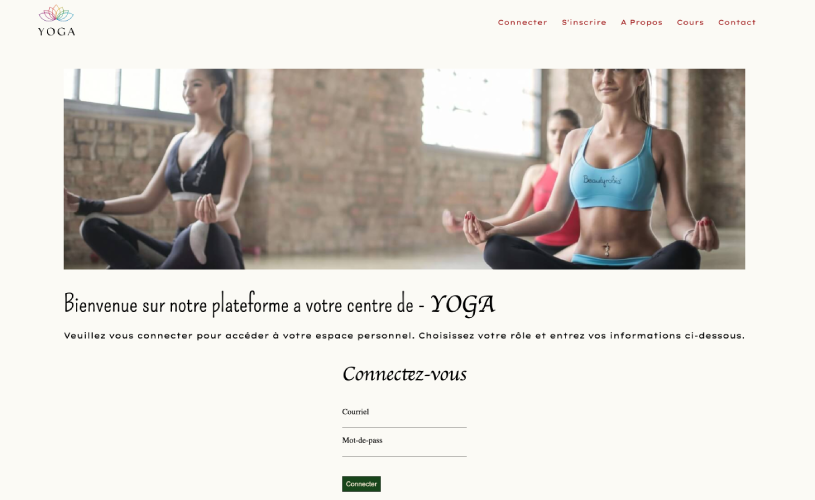 YOGA
Connecter S'inscrire A Propos Cours Contact
Beautyrobic
Bienvenue sur notre plateforme a votre centre de - YOGA
Veuillez vous connecter pour accéder à votre espace personnel. Choisissez votre rôle et entrez vos informations ci-dessous.
Connectez-vous
Courriel
Mot-de-pass
Connecter